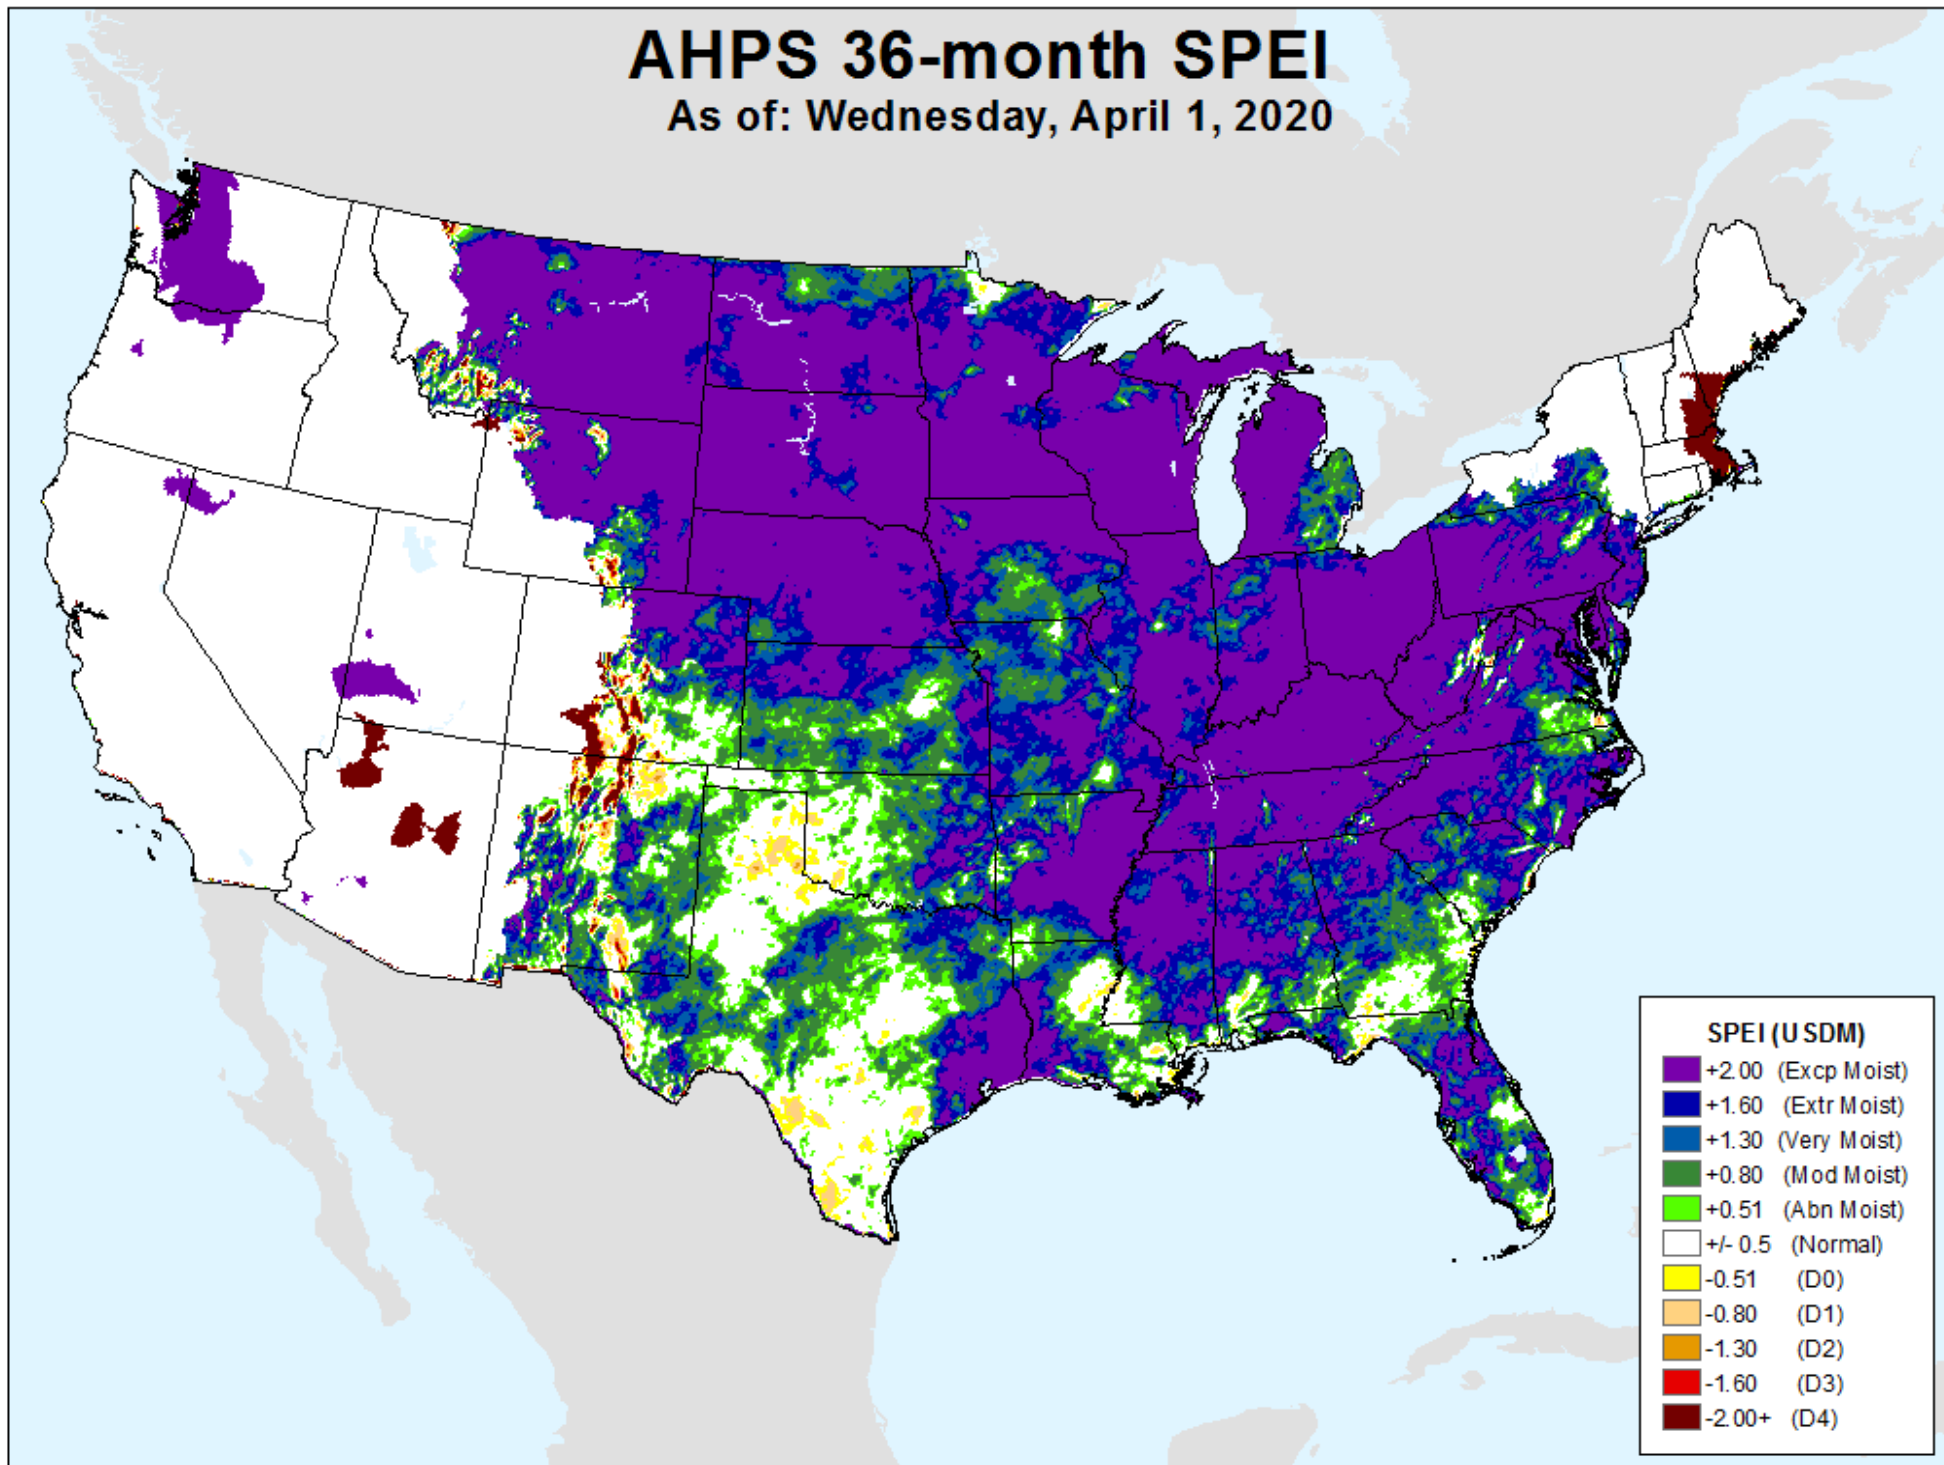 AHPS 36-month SPEI
As of: Wednesday, April 1, 2020
SPEI (USDM)
+2.00 (Excp Moist)
+1.60 (Extr Moist)
+1.30 (Very Moist)
+0.80 (Mod Moist)
+0.51 (Abn Moist)
+/- 0.5 (Normal)
-0.51 (D0)
-0.80 (D1)
-1.30 (D2)
-1.60 (D3)
-2.00+ (D4)